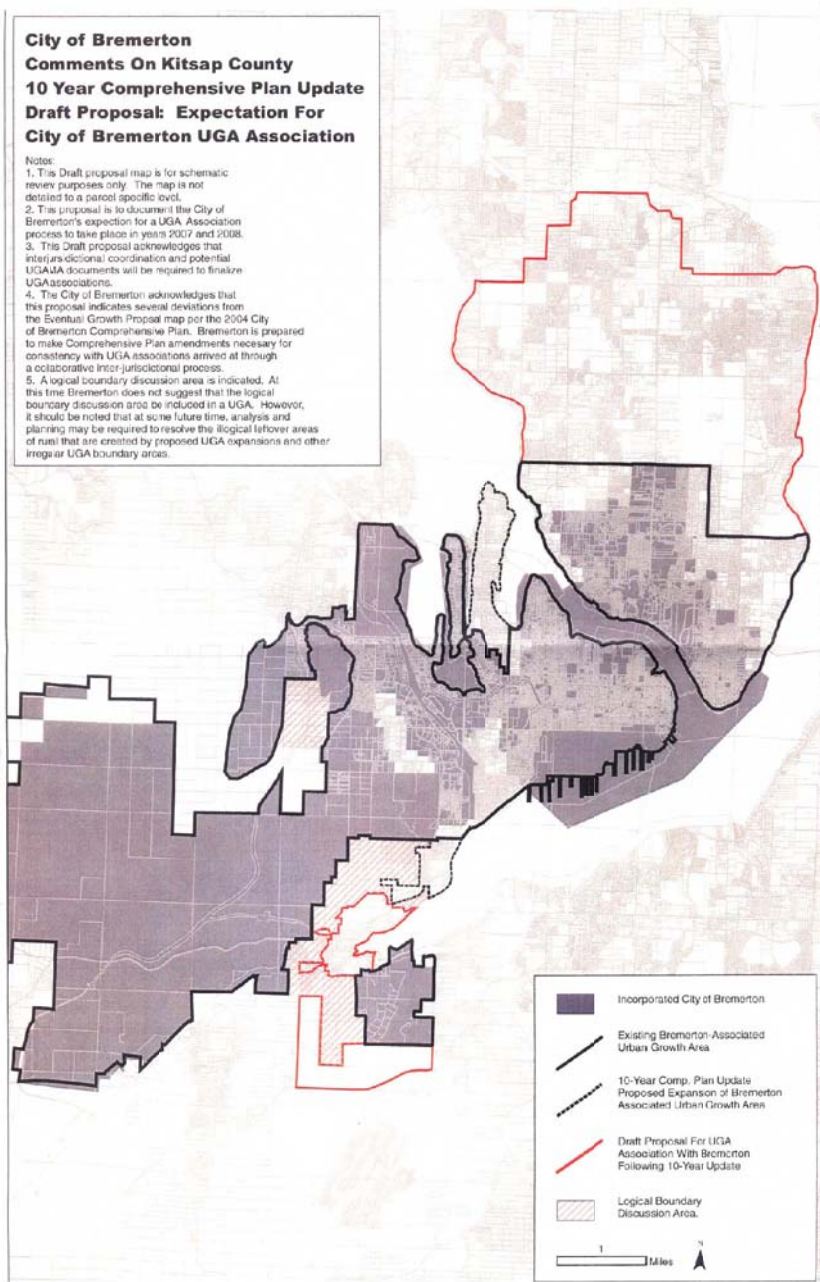 City of Bremerton
Comments On Kitsap County
10 Year Comprehensive Plan Update
Draft Proposal: Expectation For
City of Bremerton UGA Association
Notes:
1. This Draft proposal map is for schematic
review purposes only. The map is not
detailed to a parcel specific level.
2. This proposal is to document the City of
Bremerton's expection for a UGA Association
process to take place in years 2007 and 2008.
3. This Draft proposal acknowledges that
interjurisdictional coordination and potential
UGAMA documents will be required to finalize
UGA associations.
4. The City of Bremerton acknowledges that
this proposal indicates several deviations from
the Eventual Growth Propsal map per the 2004 City
of Bremerton Comprehensive Plan. Bremerton is prepared
to make Comprehensive Plan amendments necesary for
consistency with UGA associations arrived at through
a colaborative inter-jurisdictional process.
5. A logical boundary discussion area is indicated. At
this time Bremerton does not suggest that the logical
boundary discussion area be included in a UGA. However,
it should be noted that at some future time, analysis and
planning may be required to resolve the illogical leftover areas
of rural that are created by proposed UGA expansions and other
irregular UGA boundary areas.
Incorporated City of Bremerton
Existing Bremerton-Associated
Urban Growth Area
10-Year Comp. Plan Update
Proposed Expansion of Bremerton
Associated Urban Growth Area
Draft Proposal For UGA
Association With Bremerton
Following 10-Year Update
Logical Boundary
Discussion Area.
1
Miles
N